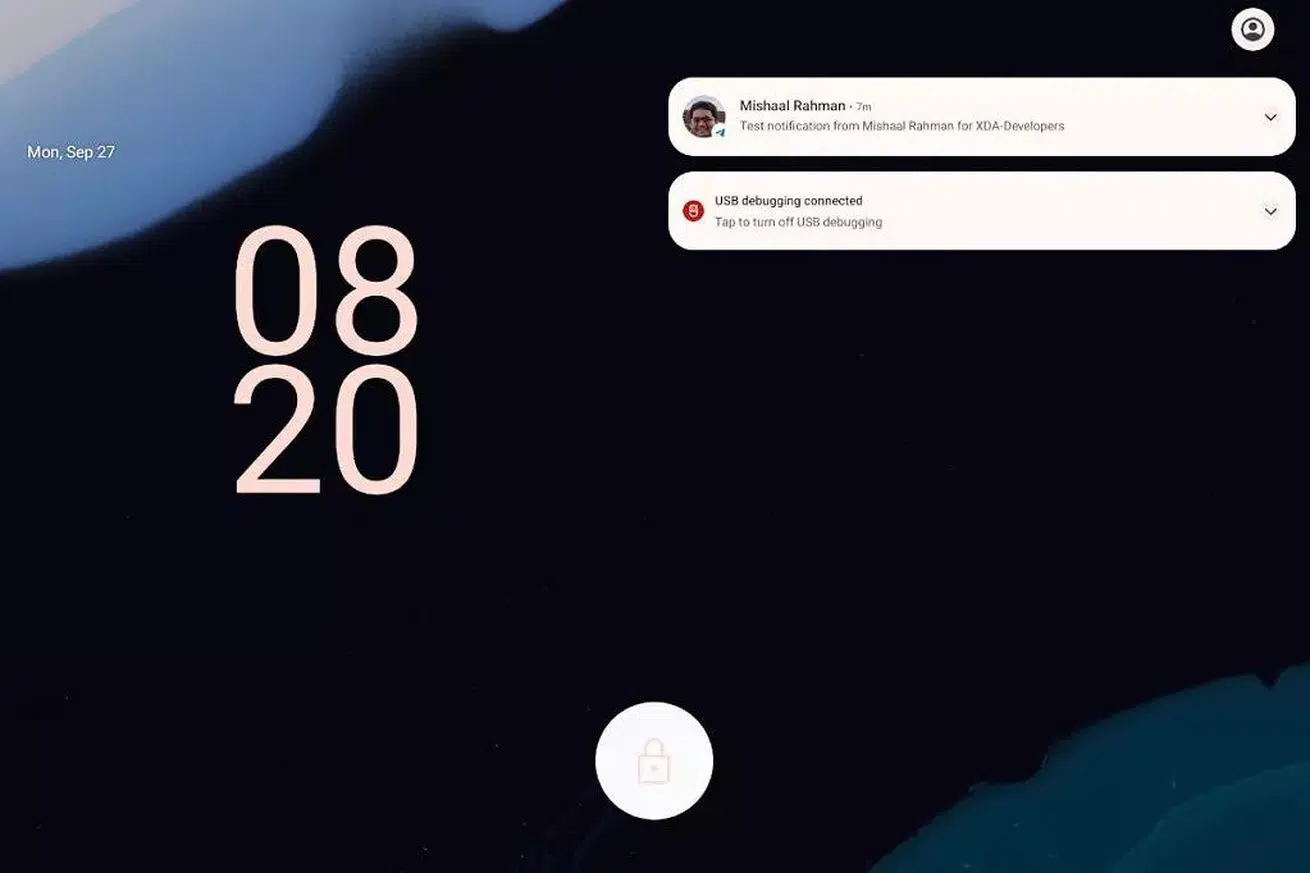 Mon, Sep 27
08
20
Mishaal Rahman · 7m
Test notification from Mishaal Rahman for XDA-Developers
USB debugging connected
Tap to turn off USB debugging